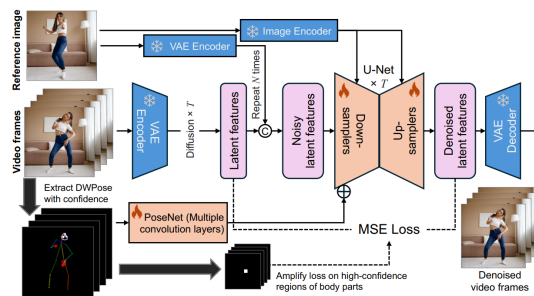 Reference image
VAE Encoder
Image Encoder
Repeat N times
U-Net
× T
Video frames
VAE
Encoder
Diffusion × T
Latent features
C
Noisy
latent features
Down-
samplers
Up-
samplers
Denoised
latent features
VAE
Decoder
Extract DWPose
with confidence
PoseNet (Multiple
convolution layers)
MSE Loss
Amplify loss on high-confidence
regions of body parts
Denoised
video frames